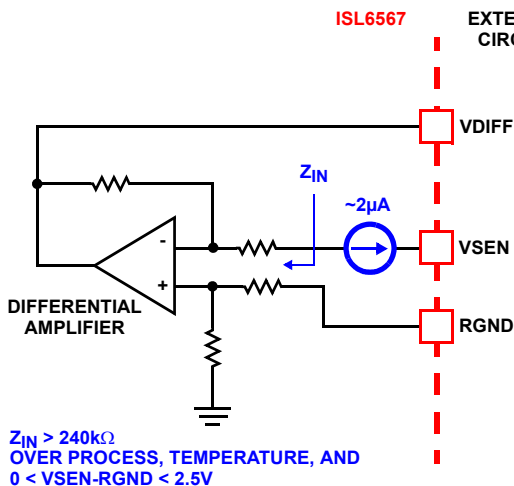 ISL6567
EXTE
CIRC
VDIFF
ZIN
~2µA
-
VSEN
+
DIFFERENTIAL
AMPLIFIER
RGND
ZIN > 240kΩ
OVER PROCESS, TEMPERATURE, AND
0 < VSEN-RGND < 2.5V